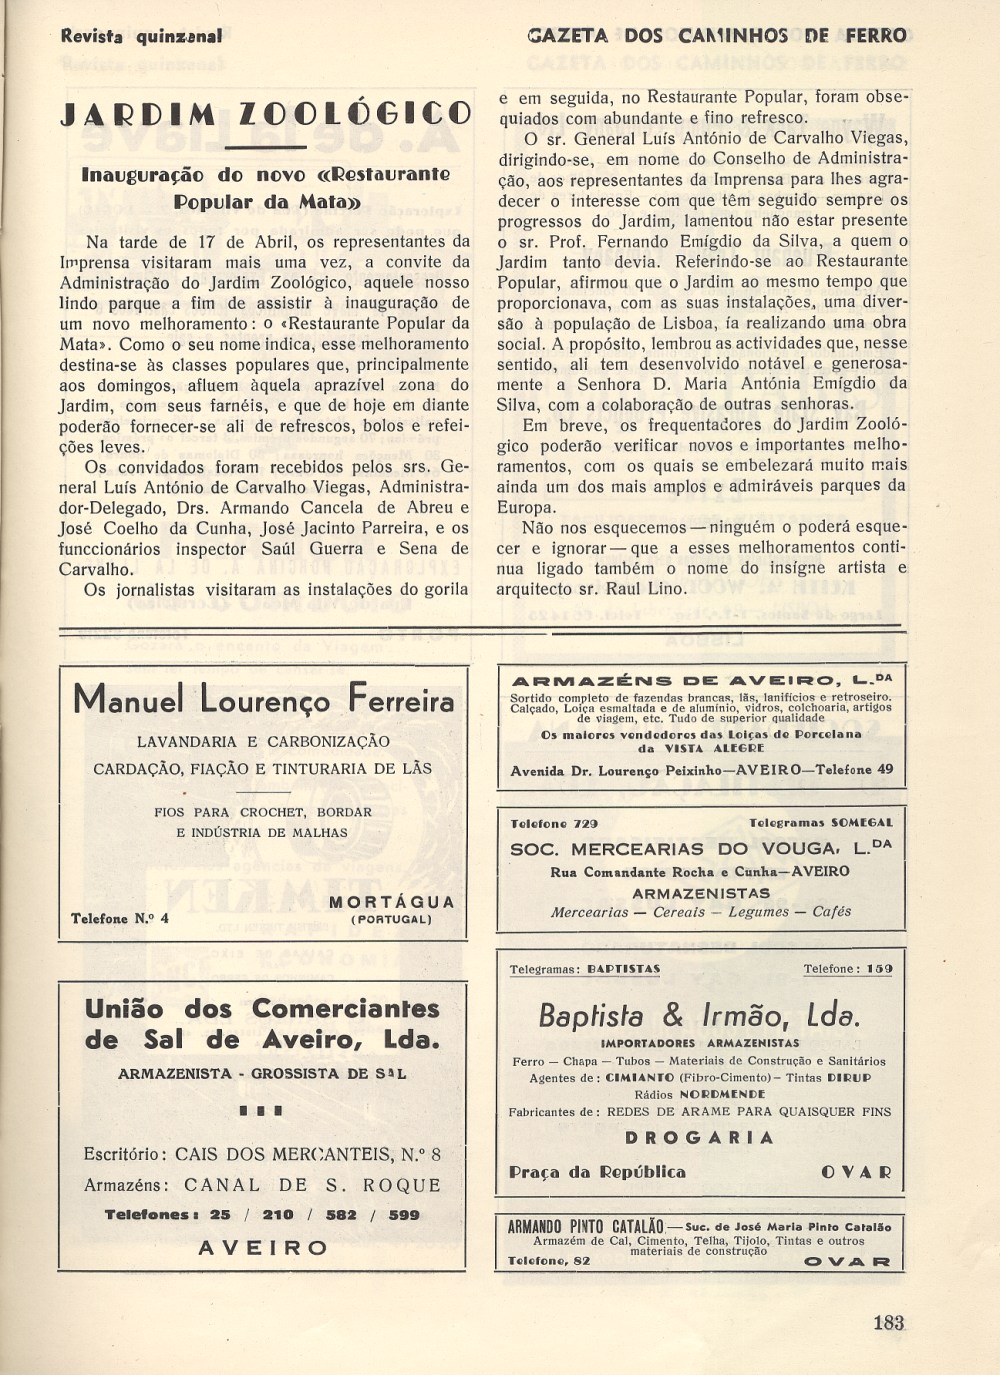 Revista quinzenal
GAZETA DOS CAMINHOS DE FERRO
JARDIM ZOOLÓGICO
Inauguração do novo «Restaurante
Popular da Mata»
Na tarde de 17 de Abril, os representantes da
Imprensa visitaram mais uma vez, a convite da
Administração do Jardim Zoológico, aquele nosso
lindo parque a fim de assistir à inauguração de
um novo melhoramento: o «Restaurante Popular da
Mata». Como o seu nome indica, esse melhoramento
destina-se às classes populares que, principalmente
aos domingos, afluem àquela aprazível zona do
Jardim, com seus farnéis, e que de hoje em diante
poderão fornecer-se ali de refrescos, bolos e refei-
ções leves.
Os convidados foram recebidos pelos srs. Ge-
neral Luís António de Carvalho Viegas, Administra-
dor-Delegado, Drs. Armando Cancela de Abreu e
José Coelho da Cunha, José Jacinto Parreira, e os
funccionários inspector Saúl Guerra e Sena de
Carvalho.
Os jornalistas visitaram as instalações do gorila
e em seguida, no Restaurante Popular, foram obse-
quiados com abundante e fino refresco.
O sr. General Luís António de Carvalho Viegas,
dirigindo-se, em nome do Conselho de Administra-
ção, aos representantes da Imprensa para lhes agra-
decer o interesse com que têm seguido sempre os
progressos do Jardim, lamentou não estar presente
o sr. Prof. Fernando Emígdio da Silva, a quem o
Jardim tanto devia. Referindo-se ao Restaurante
Popular, afirmou que o Jardim ao mesmo tempo que
proporcionava, com as suas instalações, uma diver-
são à população de Lisboa, ía realizando uma obra
social. A propósito, lembrou as actividades que, nesse
sentido, ali tem desenvolvido notável e generosa-
mente a Senhora D. Maria Antónia Emígdio da
Silva, com a colaboração de outras senhoras.
Em breve, os frequentadores do Jardim Zooló-
gico poderão verificar novos e importantes melho-
ramentos, com os quais se embelezará muito mais
ainda um dos mais amplos e admiráveis parques da
Europa.
Não nos esquecemos — ninguém o poderá esque-
cer e ignorar — que a esses melhoramentos conti-
nua ligado também o nome do insígne artista e
arquitecto sr. Raul Lino.
Manuel Lourenço Ferreira
LAVANDARIA E CARBONIZAÇÃO
CARDAÇÃO, FIAÇÃO E TINTURARIA DE LÃS
FIOS PARA CROCHET, BORDAR
E INDÚSTRIA DE MALHAS
MORTÁGUA
Telefone N.º 4
(PORTUGAL)
União dos Comerciantes
de Sal de Aveiro, Lda.
ARMAZENISTA - GROSSISTA DE SAL
Escritório: CAIS DOS MERCANTEIS, N.º 8
Armazéns: CANAL DE S. ROQUE
Telefones: 25 / 210 / 582 / 599
AVEIRO
ARMAZÉNS DE AVEIRO, L.DA
Sortido completo de fazendas brancas, lãs, lanifícios e retroseiro.
Calçado, Loiça esmaltada e de alumínio, vidros, colchoaria, artigos
de viagem, etc. Tudo de superior qualidade
Os maiores vendedores das Loiças de Porcelana
da VISTA ALEGRE
Avenida Dr. Lourenço Peixinho—AVEIRO—Telefone 49
Telefone 729
Telegramas SOMEGAL
SOC. MERCEARIAS DO VOUGA, L.DA
Rua Comandante Rocha e Cunha—AVEIRO
ARMAZENISTAS
Mercearias — Cereais — Legumes — Cafés
Telegramas: BAPTISTAS
Telefone: 159
Baptista & Irmão, Lda.
IMPORTADORES ARMAZENISTAS
Ferro — Chapa — Tubos — Materiais de Construção e Sanitários
Agentes de: CIMIANTO (Fibro-Cimento) - Tintas DIRUP
Rádios NORDMENDE
Fabricantes de: REDES DE ARAME PARA QUAISQUER FINS
DROGARIA
Praça da República
OVAR
ARMANDO PINTO CATALÃO — Suc. de José Maria Pinto Catalão
Armazém de Cal, Cimento, Telha, Tijolo, Tintas e outros
materiais de construção
Telefone, 82
OVAR
183